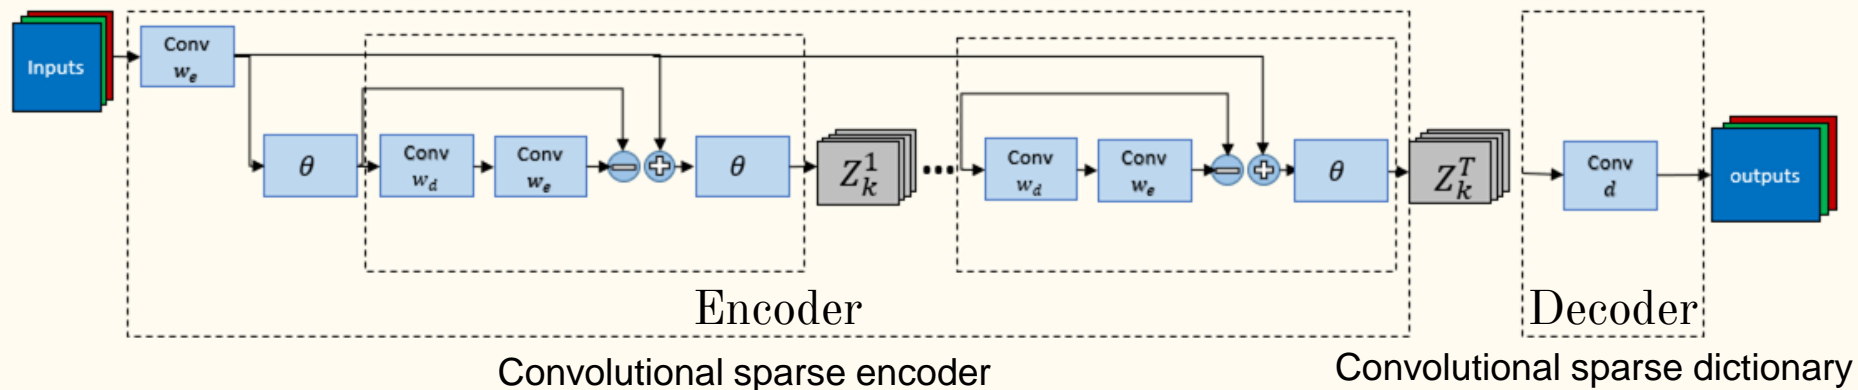 Inputs
Conv
w_e
θ
Conv
w_d
Conv
w_e
−
+
θ
Z_k^1
...
Conv
w_d
Conv
w_e
−
+
θ
Z_k^T
Conv
d
outputs
Encoder
Decoder
Convolutional sparse encoder
Convolutional sparse dictionary